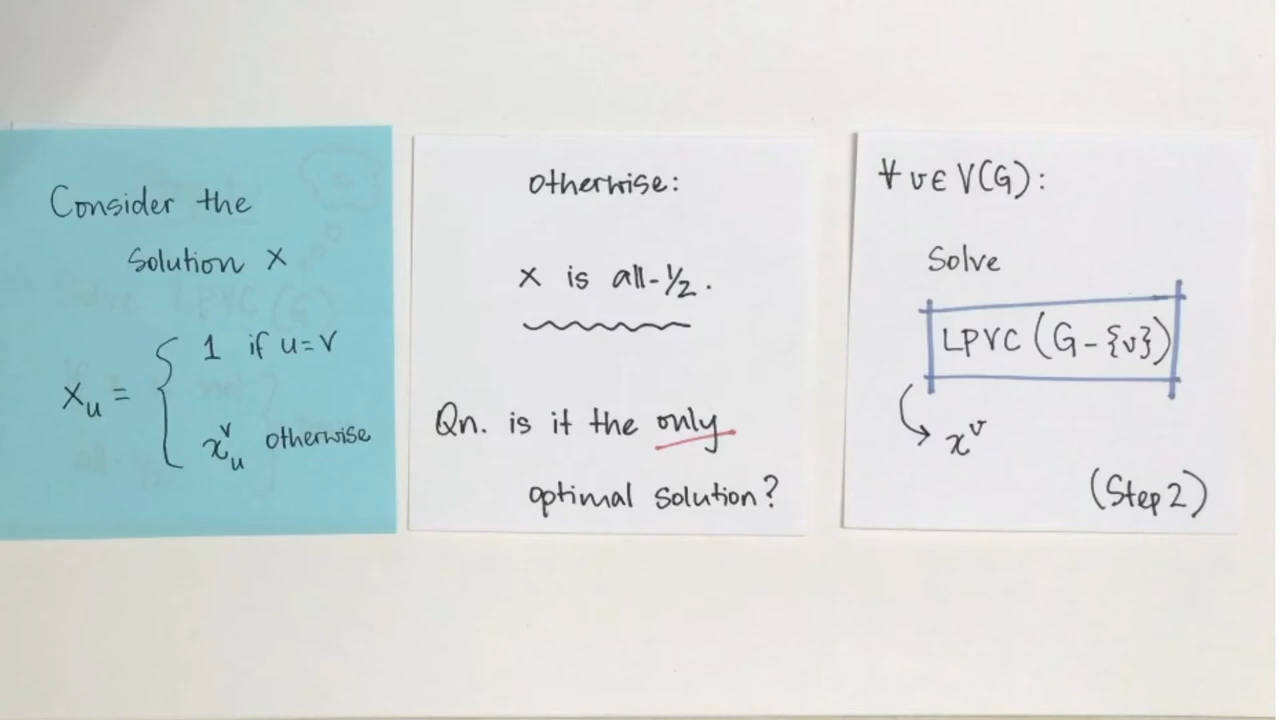 Consider the
Solution x
x_u = { 1 if u = v
x^v_u otherwise
otherwise:
x is all-1/2.
Qn. is it the only
optimal solution?
∀ v ∈ V(G):
Solve
LPVC (G - {v})
→ x^v
(Step 2)